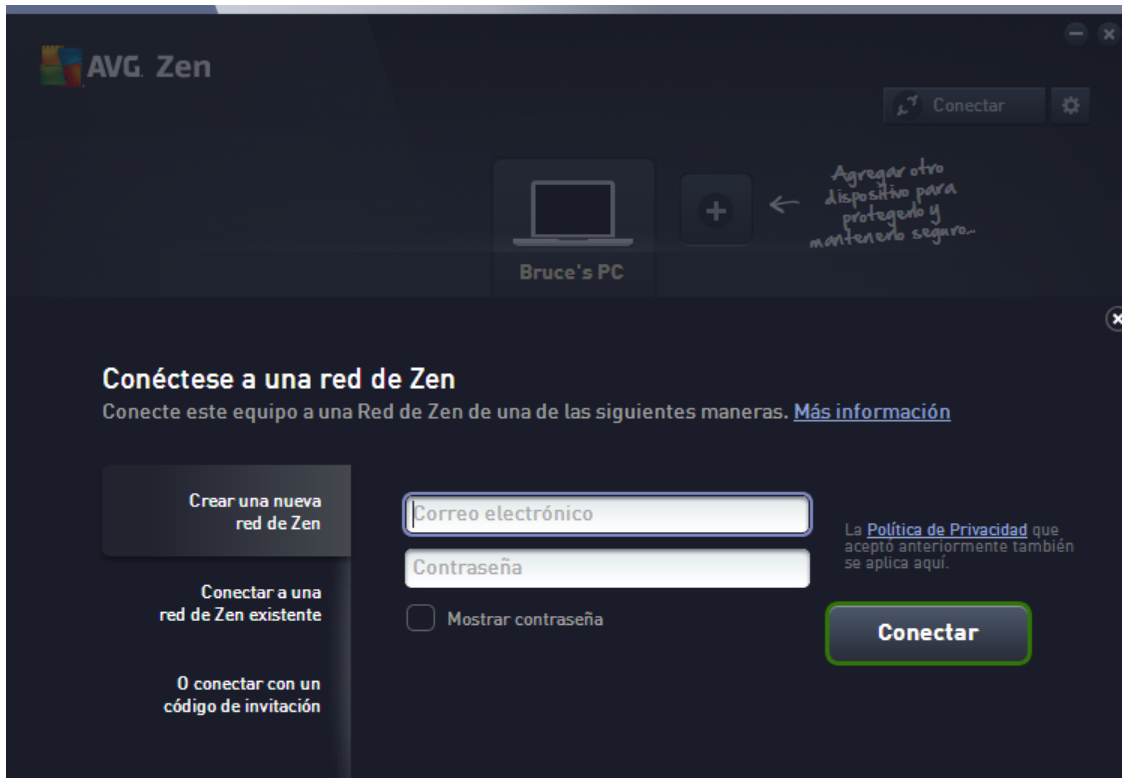 AVG. Zen
Conectar
Agregar otro
dispositivo para
protegerlo y
mantenerlo seguro...
Bruce's PC
Conéctese a una red de Zen
Conecte este equipo a una Red de Zen de una de las siguientes maneras. Más información
Crear una nueva
red de Zen
Conectar a una
red de Zen existente
O conectar con un
código de invitación
Correo electrónico
Contraseña
Mostrar contraseña
La Política de Privacidad que
aceptó anteriormente también
se aplica aquí.
Conectar